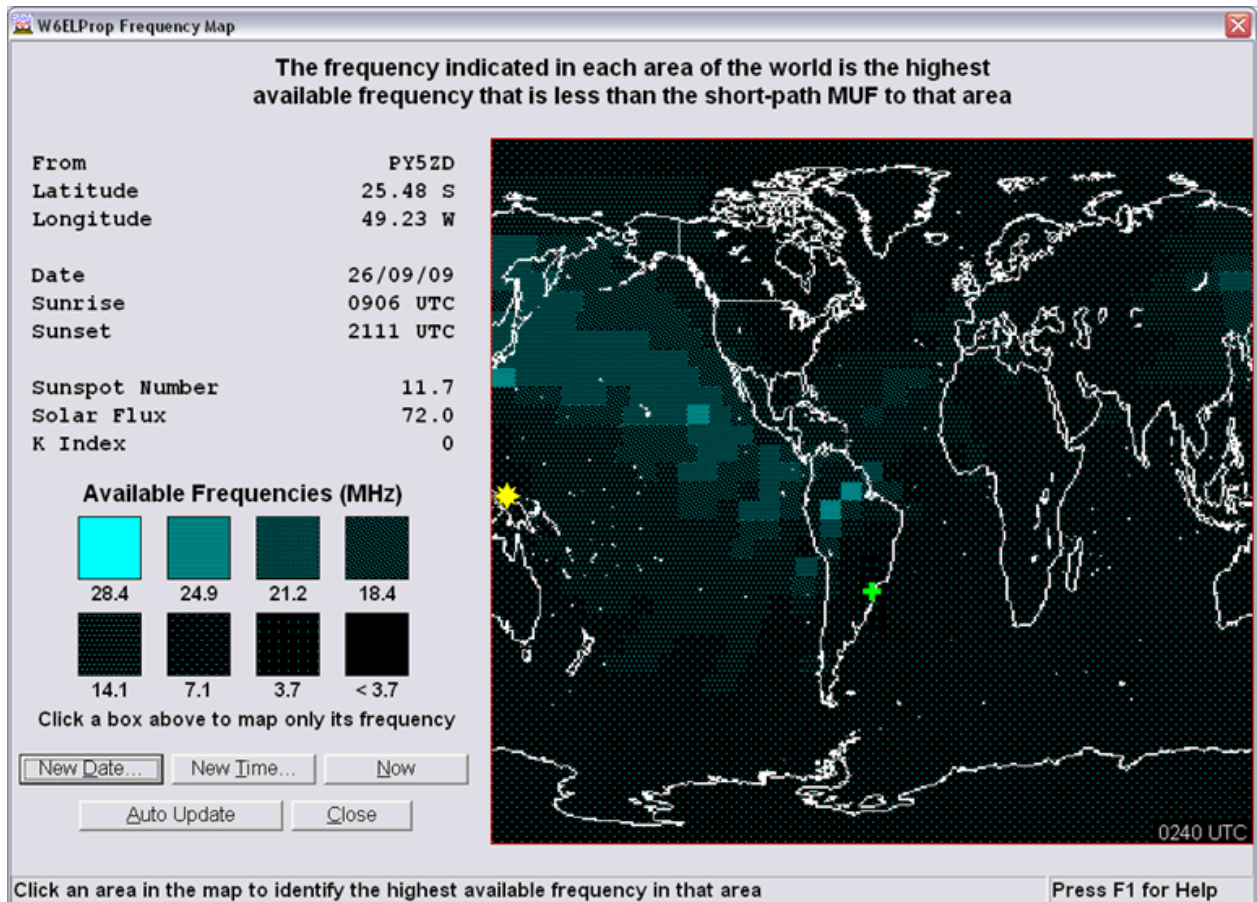 W6ELProp Frequency Map
The frequency indicated in each area of the world is the highest
available frequency that is less than the short-path MUF to that area
From PY5ZD
Latitude 25.48 S
Longitude 49.23 W
Date 26/09/09
Sunrise 0906 UTC
Sunset 2111 UTC
Sunspot Number 11.7
Solar Flux 72.0
K Index 0
Available Frequencies (MHz)
28.4 24.9 21.2 18.4
14.1 7.1 3.7 < 3.7
Click a box above to map only its frequency
New Date... New Time... Now
Auto Update Close
0240 UTC
Click an area in the map to identify the highest available frequency in that area Press F1 for Help